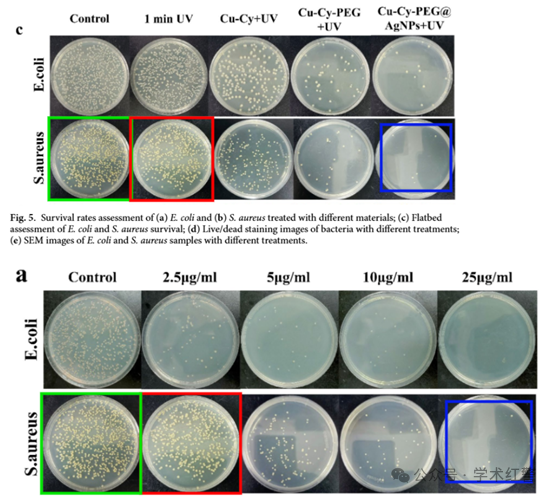 c
Control 1 min UV Cu-Cy+UV Cu-Cy-PEG +UV Cu-Cy-PEG@ AgNPs+UV
E.coli
S.aureus
Fig. 5. Survival rates assessment of (a) E. coli and (b) S. aureus treated with different materials; (c) Flatbed
assessment of E. coli and S. aureus survival; (d) Live/dead staining images of bacteria with different treatments;
(e) SEM images of E. coli and S. aureus samples with different treatments.
a
Control 2.5μg/ml 5μg/ml 10μg/ml 25μg/ml
E.coli
S.aureus
公众号 · 学术红